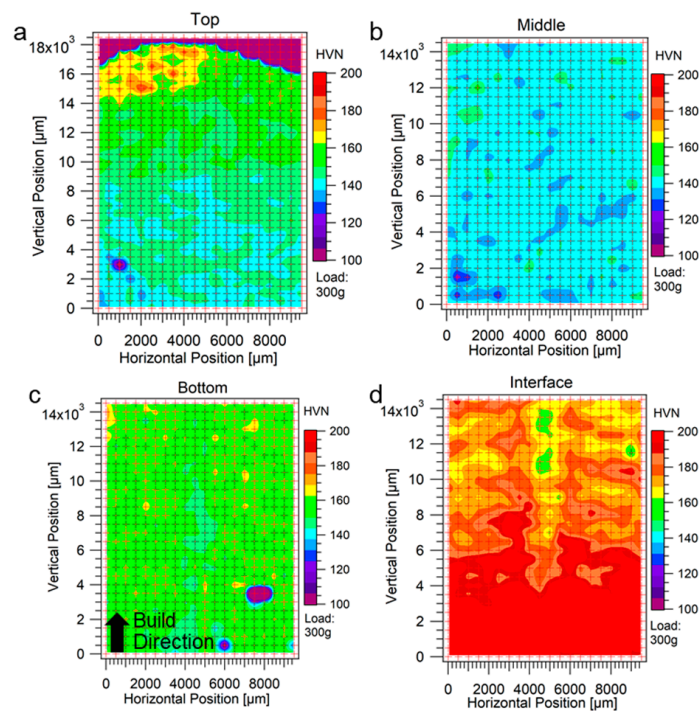 a
Top
18x10³
16
14
12
10
8
6
4
2
0
Vertical Position [µm]
0 2000 4000 6000 8000
Horizontal Position [µm]
HVN
200
180
160
140
120
100
Load:
300g
b
Middle
14x10³
12
10
8
6
4
2
0
Vertical Position [µm]
0 2000 4000 6000 8000
Horizontal Position [µm]
HVN
200
180
160
140
120
100
Load:
300g
c
Bottom
14x10³
12
10
8
6
4
2
0
Vertical Position [µm]
Build
Direction
0 2000 4000 6000 8000
Horizontal Position [µm]
HVN
200
180
160
140
120
100
Load:
300g
d
Interface
14x10³
12
10
8
6
4
2
0
Vertical Position [µm]
0 2000 4000 6000 8000
Horizontal Position [µm]
HVN
200
180
160
140
120
100
Load:
300g